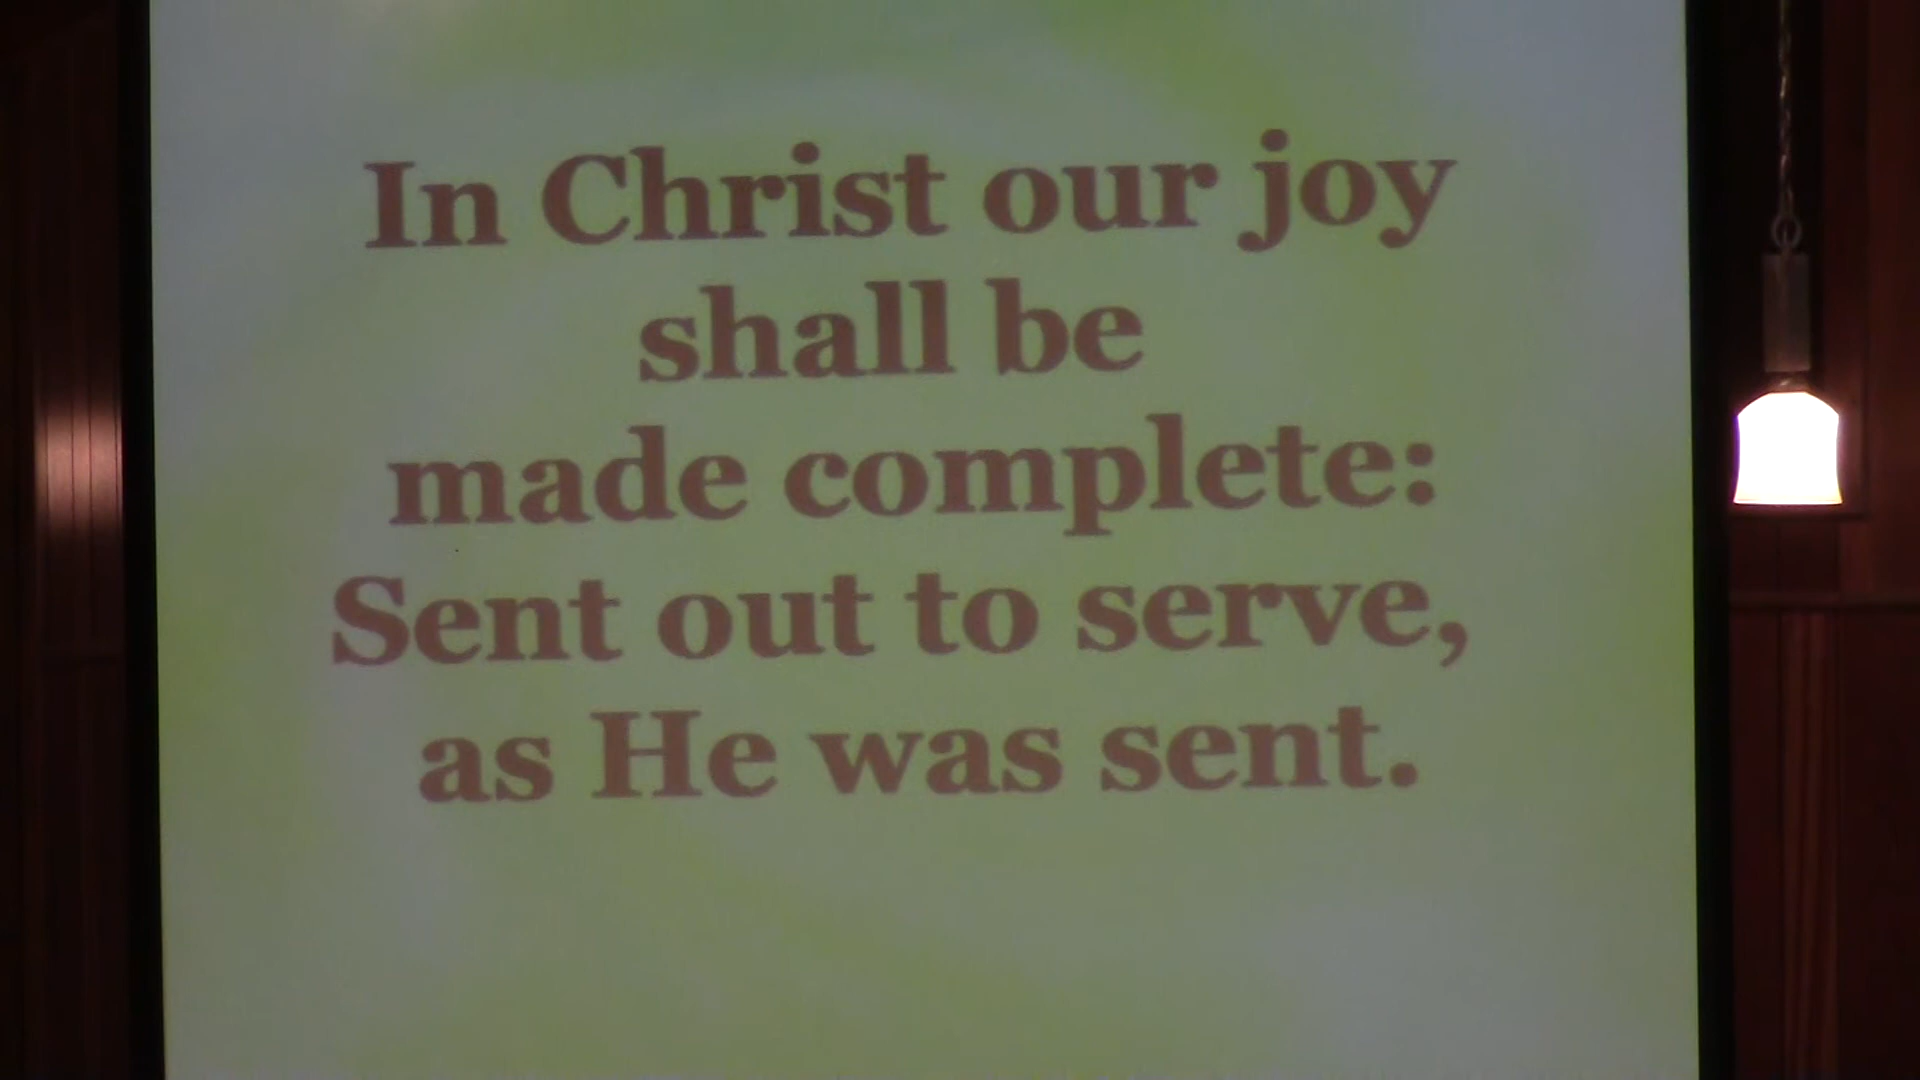 In Christ our joy
shall be
made complete:
Sent out to serve,
as He was sent.